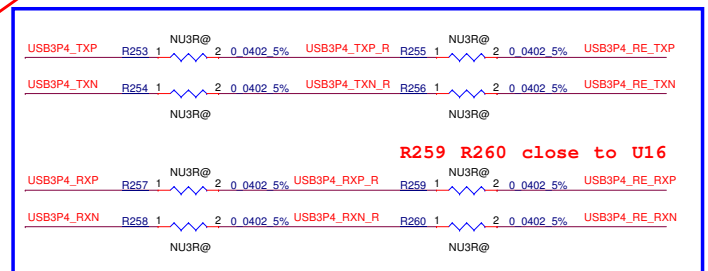 NU3R@ NU3R@
USB3P4_TXP R253 1 2 0_0402_5% USB3P4_TXP_R R255 1 2 0_0402_5% USB3P4_RE_TXP
USB3P4_TXN R254 1 2 0_0402_5% USB3P4_TXN_R R256 1 2 0_0402_5% USB3P4_RE_TXN
NU3R@ NU3R@
R259 R260 close to U16
NU3R@ NU3R@
USB3P4_RXP R257 1 2 0_0402_5% USB3P4_RXP_R R259 1 2 0_0402_5% USB3P4_RE_RXP
USB3P4_RXN R258 1 2 0_0402_5% USB3P4_RXN_R R260 1 2 0_0402_5% USB3P4_RE_RXN
NU3R@ NU3R@